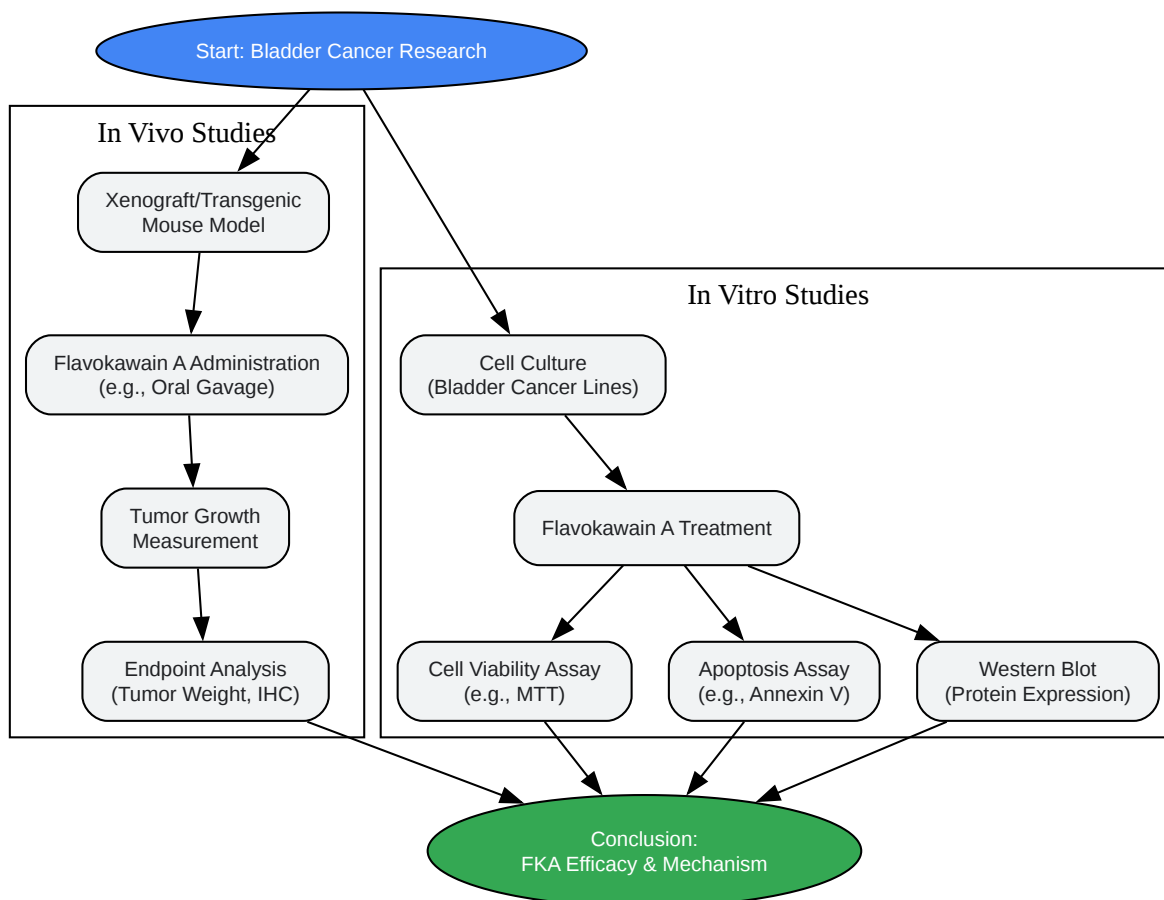 Start: Bladder Cancer Research
In Vivo Studies
Xenograft/Transgenic
Mouse Model
Flavokawain A Administration
(e.g., Oral Gavage)
Tumor Growth
Measurement
Endpoint Analysis
(Tumor Weight, IHC)
In Vitro Studies
Cell Culture
(Bladder Cancer Lines)
Flavokawain A Treatment
Cell Viability Assay
(e.g., MTT)
Apoptosis Assay
(e.g., Annexin V)
Western Blot
(Protein Expression)
Conclusion:
FKA Efficacy & Mechanism